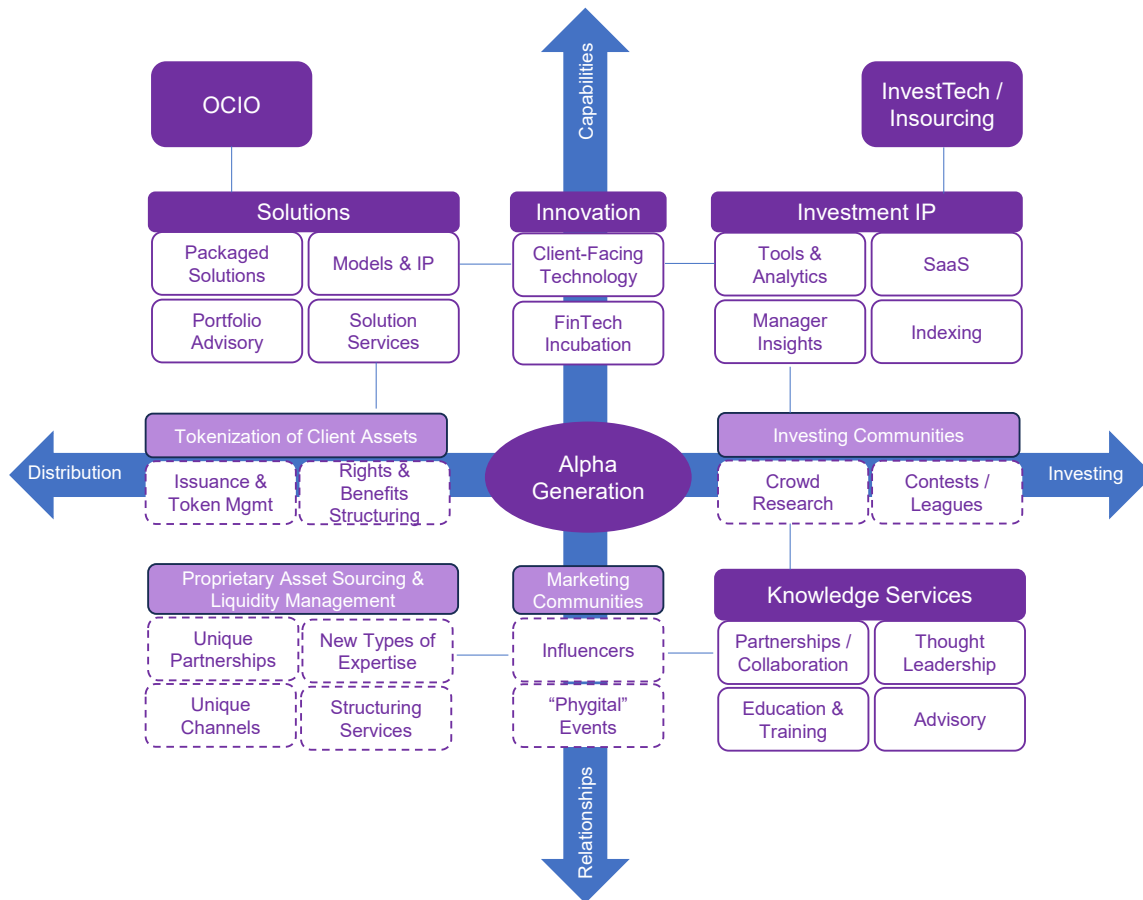 Capabilities
OCIO
InvestTech /
Insourcing
Solutions
Innovation
Investment IP
Packaged
Solutions
Models & IP
Client-Facing
Technology
Tools &
Analytics
SaaS
Portfolio
Advisory
Solution
Services
FinTech
Incubation
Manager
Insights
Indexing
Tokenization of Client Assets
Investing Communities
Distribution
Issuance &
Token Mgmt
Rights &
Benefits
Structuring
Alpha
Generation
Crowd
Research
Contests /
Leagues
Investing
Proprietary Asset Sourcing &
Liquidity Management
Marketing
Communities
Knowledge Services
Unique
Partnerships
New Types of
Expertise
Influencers
Partnerships /
Collaboration
Thought
Leadership
Unique
Channels
Structuring
Services
“Phygital”
Events
Education &
Training
Advisory
Relationships